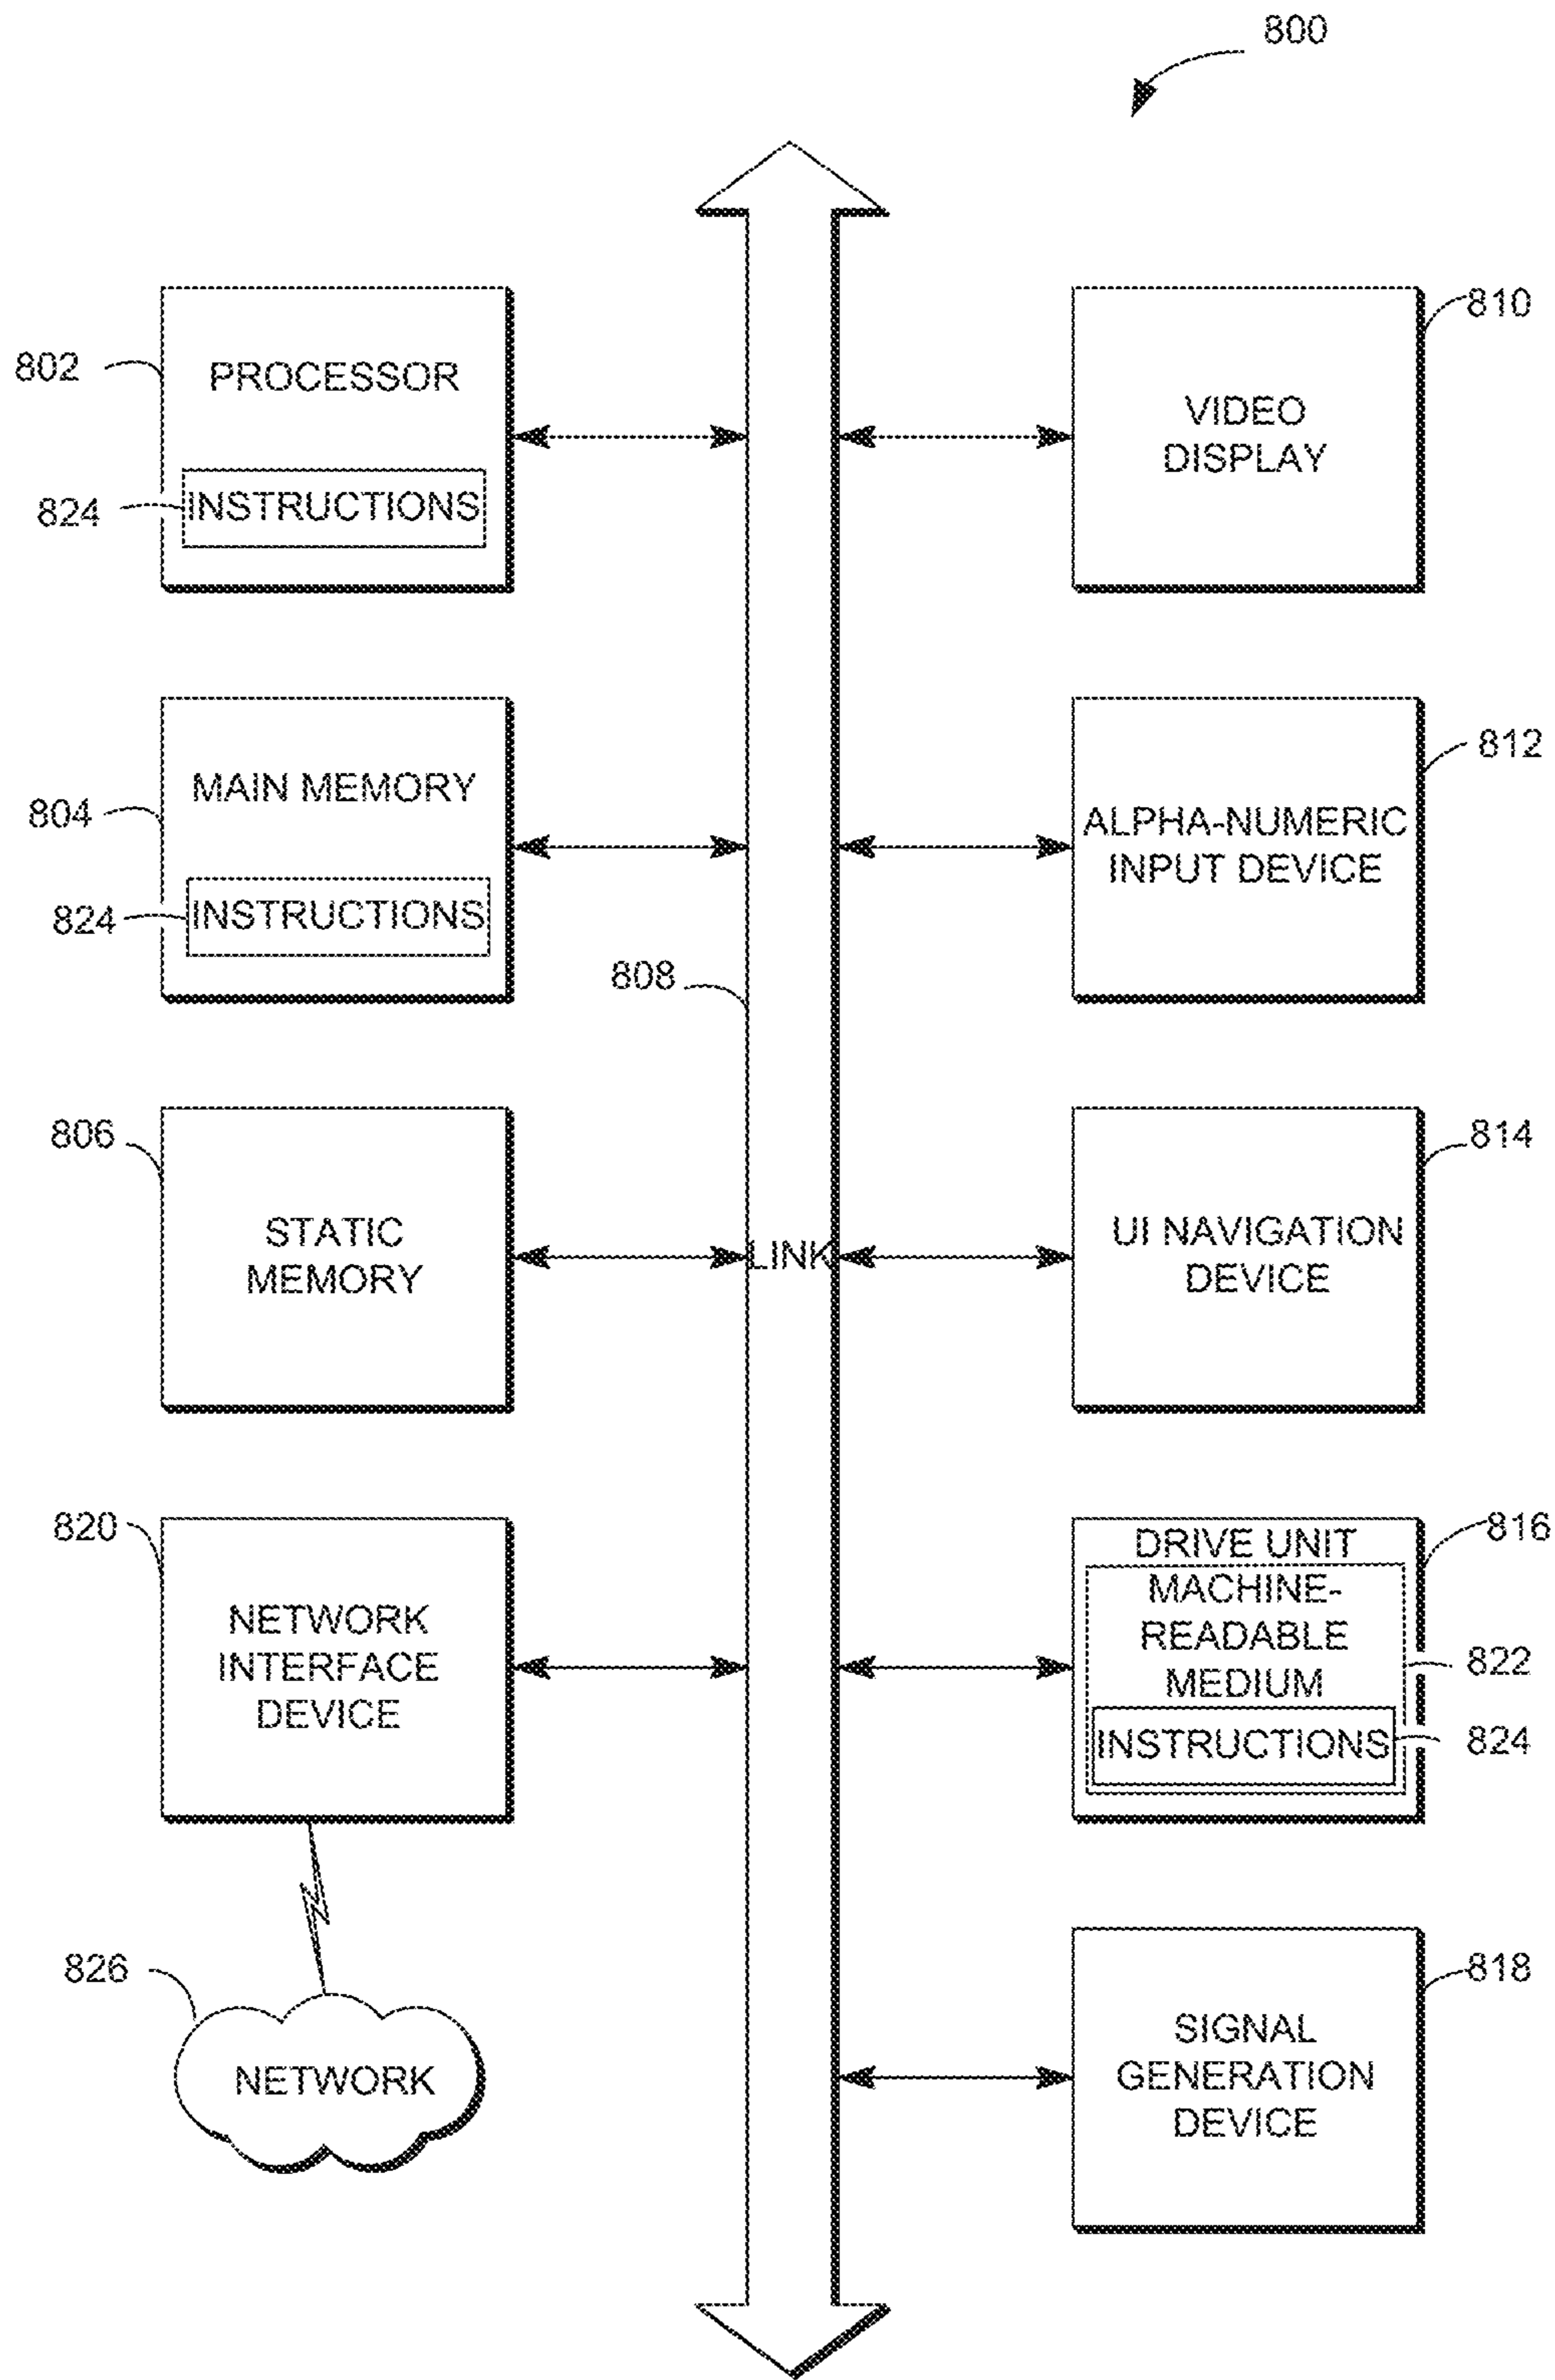 800
802
PROCESSOR
824
INSTRUCTIONS
810
VIDEO
DISPLAY
804
MAIN MEMORY
824
INSTRUCTIONS
812
ALPHA-NUMERIC
INPUT DEVICE
808
806
STATIC
MEMORY
LINK
814
UI NAVIGATION
DEVICE
820
NETWORK
INTERFACE
DEVICE
816
DRIVE UNIT
MACHINE-
READABLE
MEDIUM
822
INSTRUCTIONS
824
826
NETWORK
818
SIGNAL
GENERATION
DEVICE